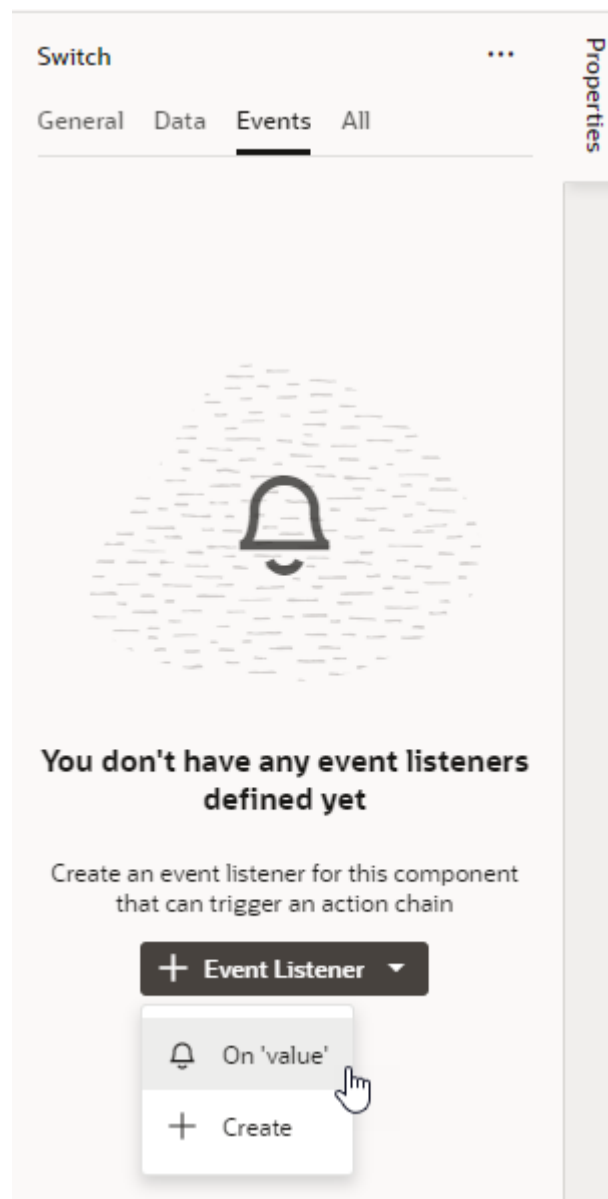 Switch
...
Properties
General Data Events All
You don't have any event listeners
defined yet
Create an event listener for this component
that can trigger an action chain
+ Event Listener
On 'value'
+ Create